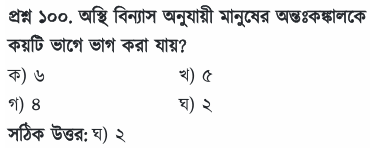 প্রশ্ন ১০০. অস্থি বিন্যাস অনুযায়ী মানুষের অন্তঃকঙ্কালকে
কয়টি ভাগে ভাগ করা যায়?
ক) ৬ খ) ৫
গ) ৪ ঘ) ২
সঠিক উত্তর: ঘ) ২